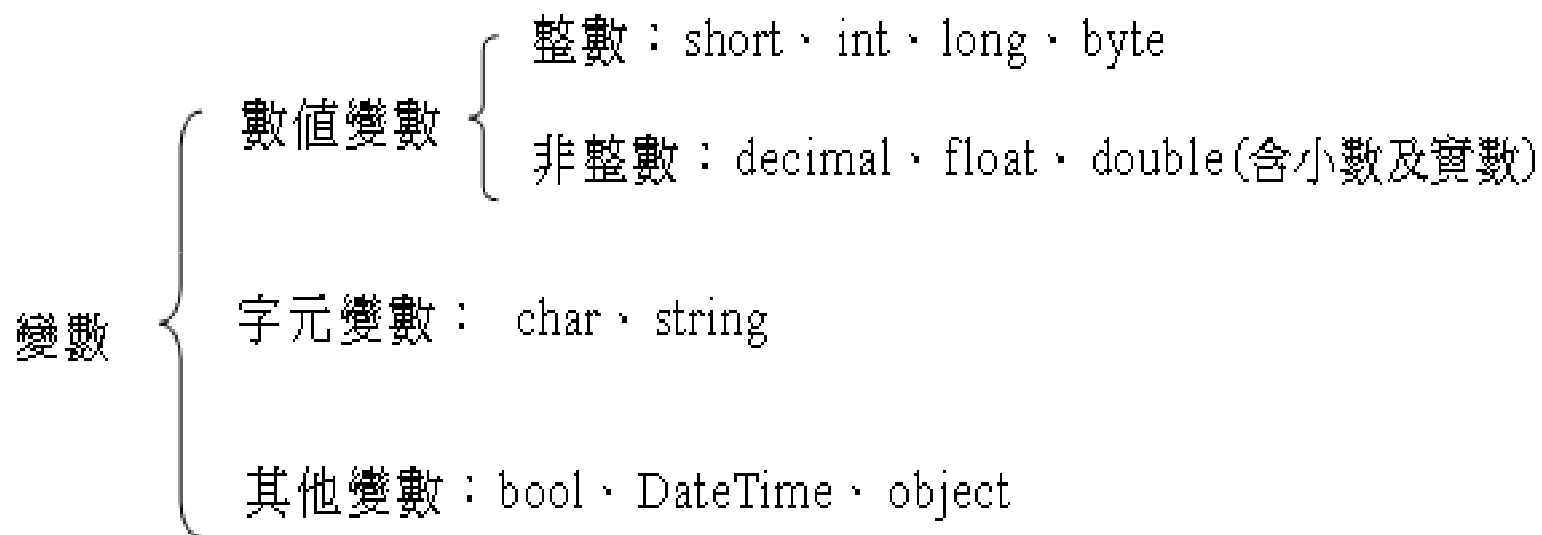 整數：short、int、long、byte
數值變數
非整數：decimal、float、double(含小數及實數)
變數
字元變數： char、string
其他變數：bool、DateTime、object